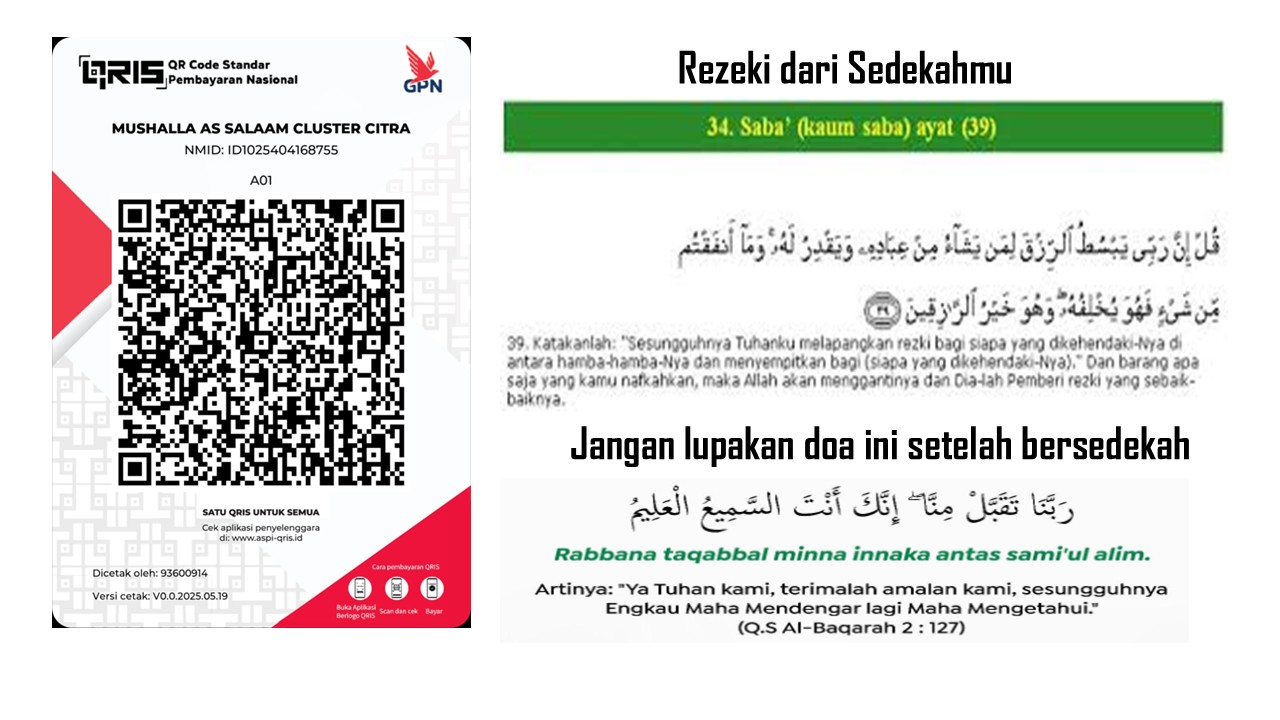 QRIS QR Code Standar
Pembayaran Nasional
GPN
MUSHALLA AS SALAAM CLUSTER CITRA
NMID: ID1025404168755
A01
SATU QRIS UNTUK SEMUA
Cek aplikasi penyelenggara
di: www.aspi-qris.id
Dicetak oleh: 93600914
Versi cetak: V0.0.2025.05.19
Cara pembayaran QRIS
Buka Aplikasi
Berlogo QRIS
Scan dan cek
Bayar
Rezeki dari Sedekahmu
34. Saba’ (kaum saba) ayat (39)
قُلْ إِنَّ رَبِّى يَبْسُطُ ٱلرِّزْقَ لِمَن يَشَآءُ مِنْ عِبَادِهِۦ وَيَقْدِرُ لَهُۥ ۚ وَمَآ أَنفَقْتُم
مِّن شَىْءٍ فَهُوَ يُخْلِفُهُۥ ۖ وَهُوَ خَيْرُ ٱلرَّٰزِقِينَ ٣٩
39. Katakanlah: "Sesungguhnya Tuhanku melapangkan rezki bagi siapa yang dikehendaki-Nya di
antara hamba-hamba-Nya dan menyempitkan bagi (siapa yang dikehendaki-Nya)." Dan barang apa
saja yang kamu nafkahkan, maka Allah akan menggantinya dan Dia-lah Pemberi rezki yang sebaik-
baiknya.
Jangan lupakan doa ini setelah bersedekah
رَبَّنَا تَقَبَّلْ مِنَّا ۖ إِنَّكَ أَنْتَ السَّمِيعُ الْعَلِيمُ
Rabbana taqabbal minna innaka antas sami'ul alim.
Artinya: "Ya Tuhan kami, terimalah amalan kami, sesungguhnya
Engkau Maha Mendengar lagi Maha Mengetahui."
(Q.S Al-Baqarah 2 : 127)